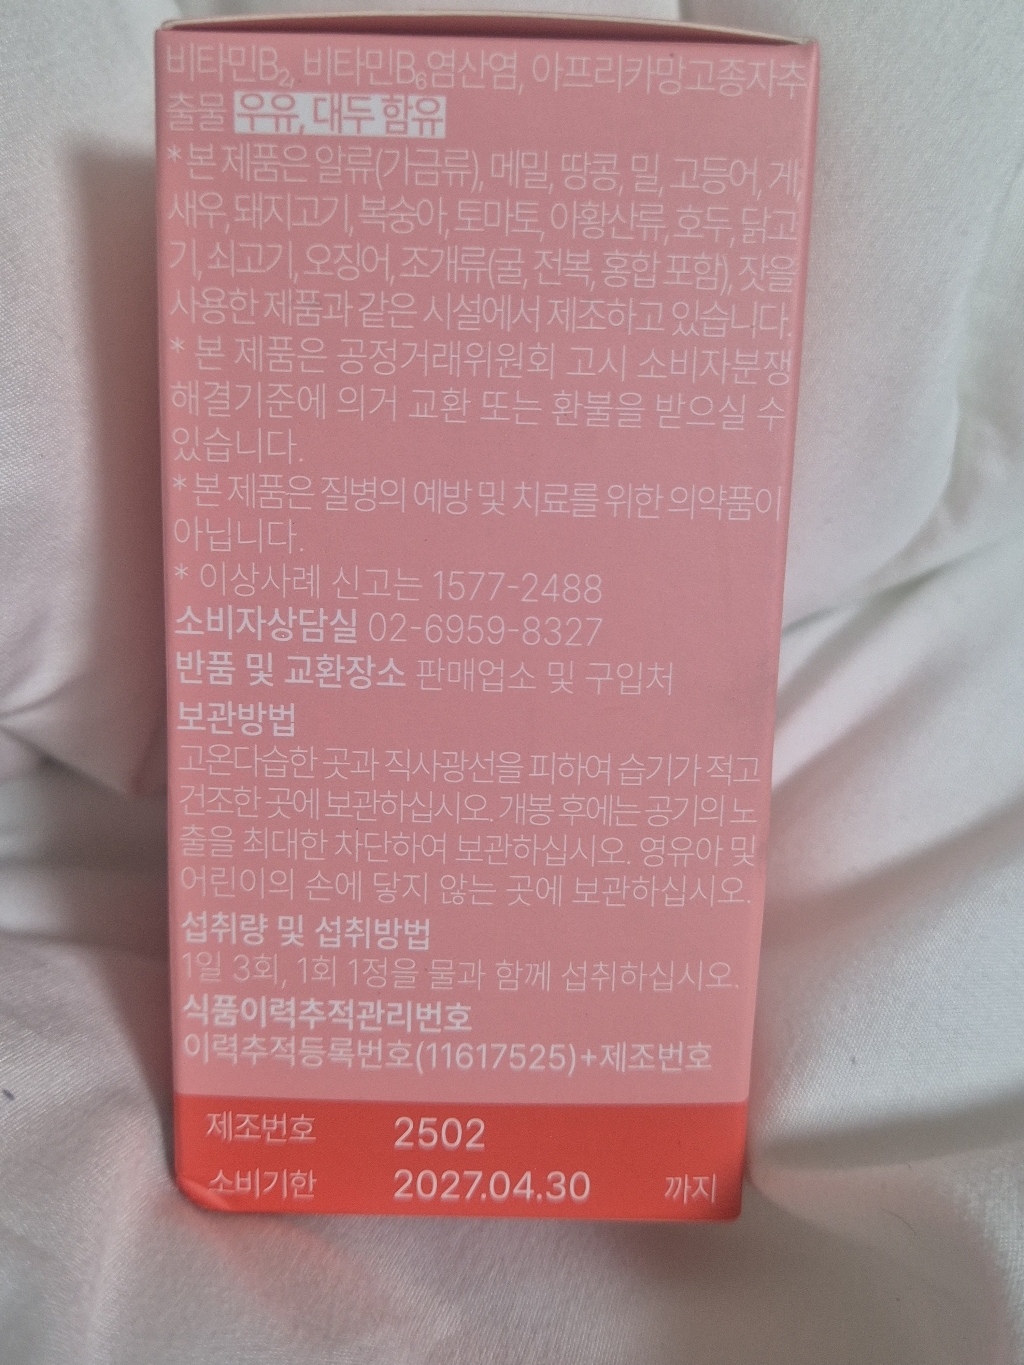 비타민B₂, 비타민B₆염산염, 아프리카망고종자추
출물 우유, 대두 함유
* 본 제품은 알류(가금류), 메밀, 땅콩, 밀, 고등어, 게,
새우, 돼지고기, 복숭아, 토마토, 아황산류, 호두, 닭고
기, 쇠고기, 오징어, 조개류(굴, 전복, 홍합 포함), 잣을
사용한 제품과 같은 시설에서 제조하고 있습니다.
* 본 제품은 공정거래위원회 고시 소비자분쟁
해결기준에 의거 교환 또는 환불을 받으실 수
있습니다.
* 본 제품은 질병의 예방 및 치료를 위한 의약품이
아닙니다.
* 이상사례 신고는 1577-2488
소비자상담실 02-6959-8327
반품 및 교환장소 판매업소 및 구입처
보관방법
고온다습한 곳과 직사광선을 피하여 습기가 적고
건조한 곳에 보관하십시오. 개봉 후에는 공기의 노
출을 최대한 차단하여 보관하십시오. 영유아 및
어린이의 손에 닿지 않는 곳에 보관하십시오.
섭취량 및 섭취방법
1일 3회, 1회 1정을 물과 함께 섭취하십시오.
식품이력추적관리번호
이력추적등록번호(11617525)+제조번호
제조번호 2502
소비기한 2027.04.30 까지